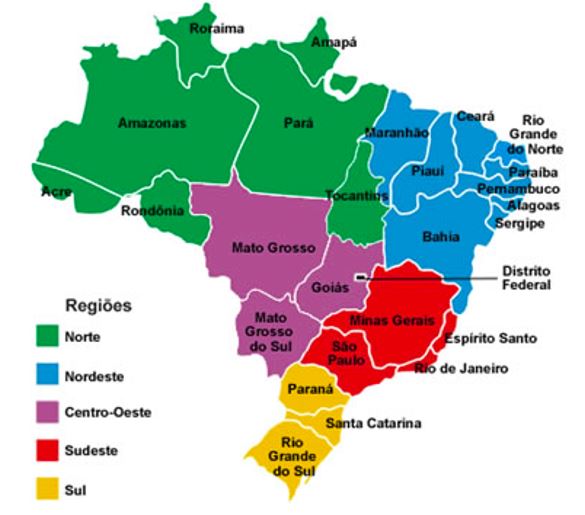 Roraima
Amapá
Amazonas
Pará
Maranhão
Ceará
Rio
Grande
do Norte
Piauí
Paraíba
Pernambuco
Acre
Rondônia
Tocantins
Alagoas
Sergipe
Bahia
Mato Grosso
Goiás
Distrito
Federal
Mato
Grosso
do Sul
Minas Gerais
Espírito Santo
São
Paulo
Rio de Janeiro
Paraná
Santa Catarina
Rio
Grande
do Sul
Regiões
Norte
Nordeste
Centro-Oeste
Sudeste
Sul